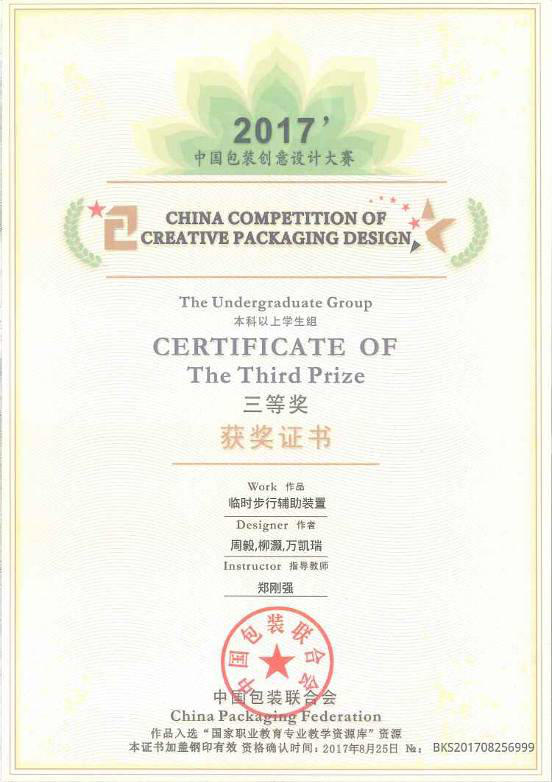 2017’
中国包装创意设计大赛
CHINA COMPETITION OF
CREATIVE PACKAGING DESIGN
The Undergraduate Group
本科以上学生组
CERTIFICATE OF
The Third Prize
三等奖
获奖证书
Work 作品
临时步行辅助装置
Designer 作者
周毅,柳灏,万凯瑞
Instructor 指导教师
郑刚强
中国包装联合会
中国包装联合会
China Packaging Federation
作品入选“国家职业教育专业教学资源库”资源
本证书加盖钢印有效 资格确认时间：2017年8月25日 №： BKS201708256999